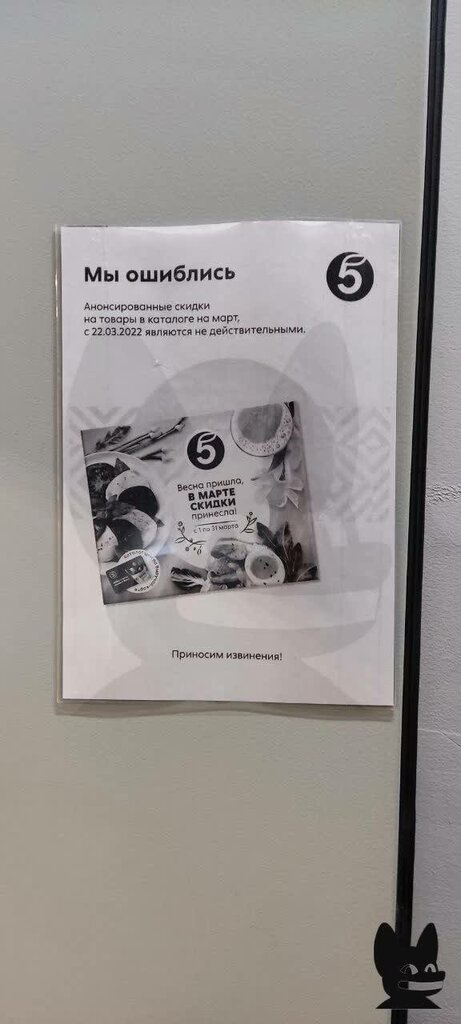 5
Мы ошиблись
Анонсированные скидки
на товары в каталоге на март,
с 22.03.2022 являются не действительными.
5
Весна пришла,
В МАРТЕ
СКИДКИ
принесла!
с 1 по 31 марта
Приносим извинения!